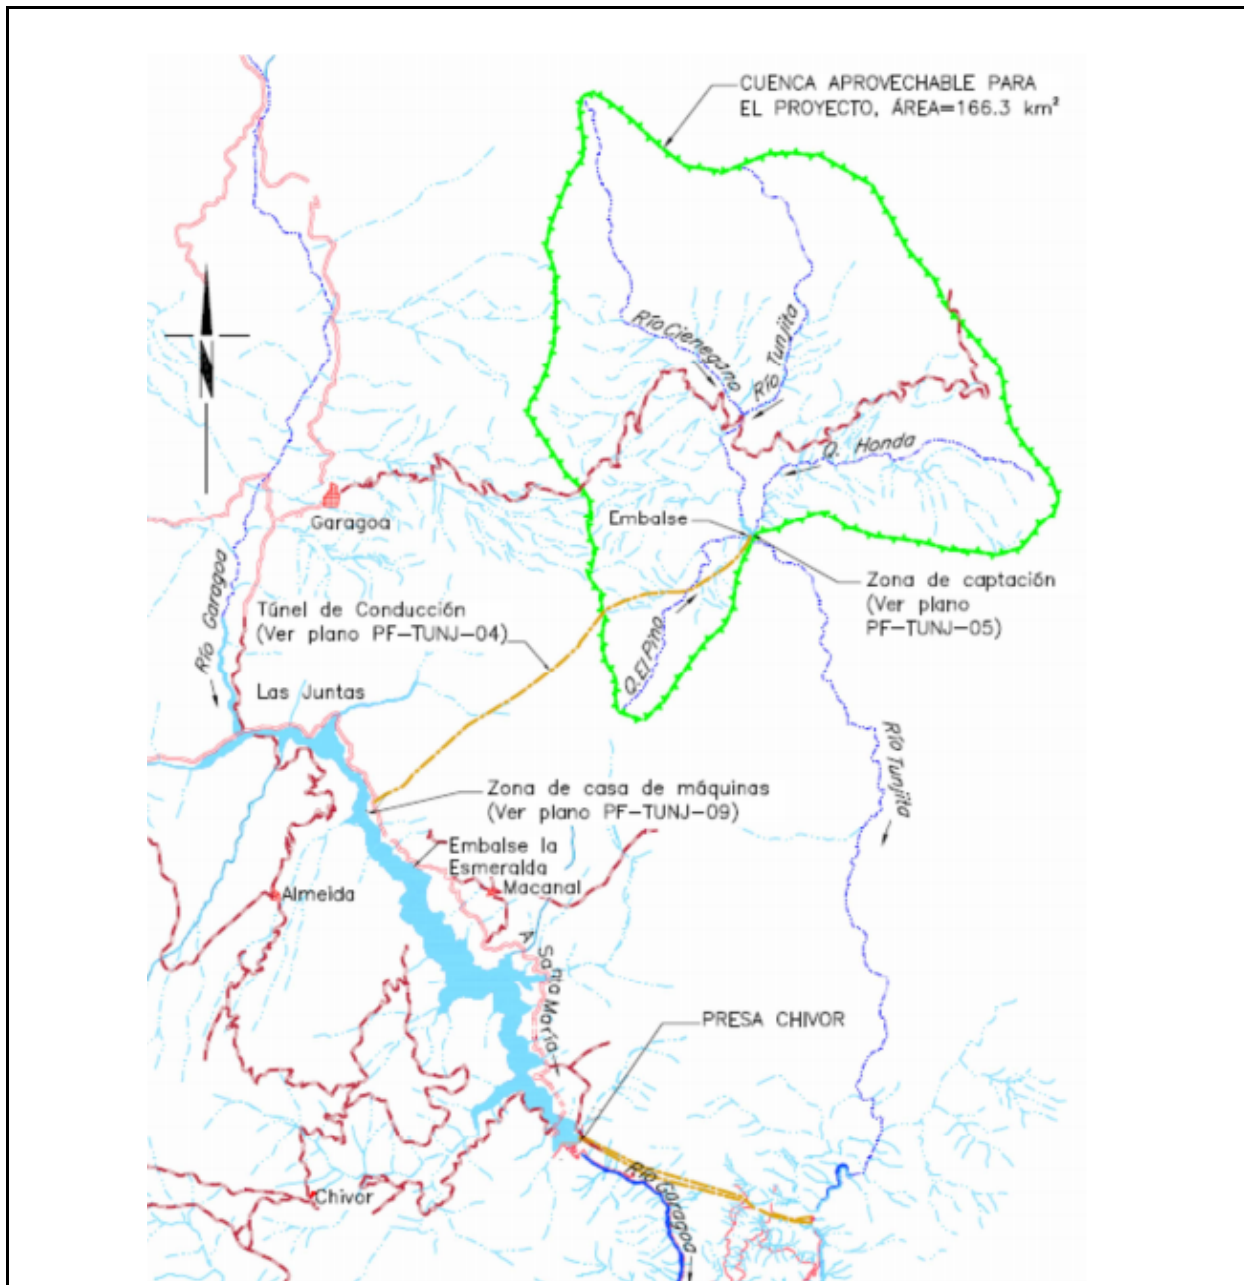 CUENCA APROVECHABLE PARA
EL PROYECTO, ÁREA=166.3 km²
Río Cienegano
Río Tunjita
Q. Honda
Garagoa
Embalse
Río Garagoa
Zona de captación
(Ver plano
PF-TUNJ-05)
Túnel de Conducción
(Ver plano PF-TUNJ-04)
Q. El Pino
Las Juntas
Río Tunjita
Zona de casa de máquinas
(Ver plano PF-TUNJ-09)
Embalse la
Esmeralda
Macanal
Almeida
A Santa María
PRESA CHIVOR
Río Garagoa
Chivor
N